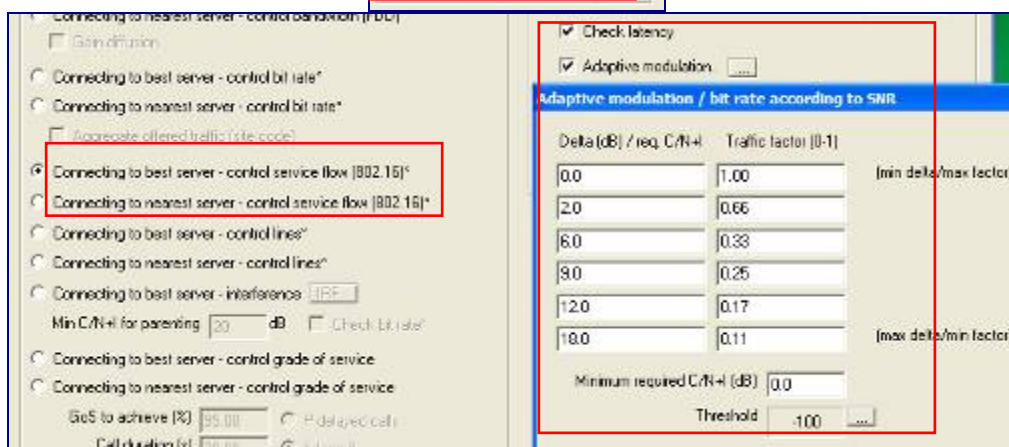 Connecting to nearest server - control bandwidth (FDD)
Gain diffusion
Connecting to best server - control bit rate*
Connecting to nearest server - control bit rate*
Aggregate offered traffic (site code)
Connecting to best server - control service flow (802.16)*
Connecting to nearest server - control service flow (802.16)*
Connecting to best server - control lines*
Connecting to nearest server - control lines*
Connecting to best server - interference IRF
Min C/N+I for parenting 20 dB Check bit rate*
Connecting to best server - control grade of service
Connecting to nearest server - control grade of service
GoS to achieve (%) 95.00 P delayed calls
Call duration (s)
Check latency
Adaptive modulation ...
Adaptive modulation / bit rate according to SNR
Delta (dB) / req. C/N+I Traffic factor (0-1)
0.0 1.00 (min delta/max factor)
2.0 0.66
6.0 0.33
9.0 0.25
12.0 0.17
18.0 0.11 (max delta/min factor)
Minimum required C/N+I (dB) 0.0
Threshold -100 ...